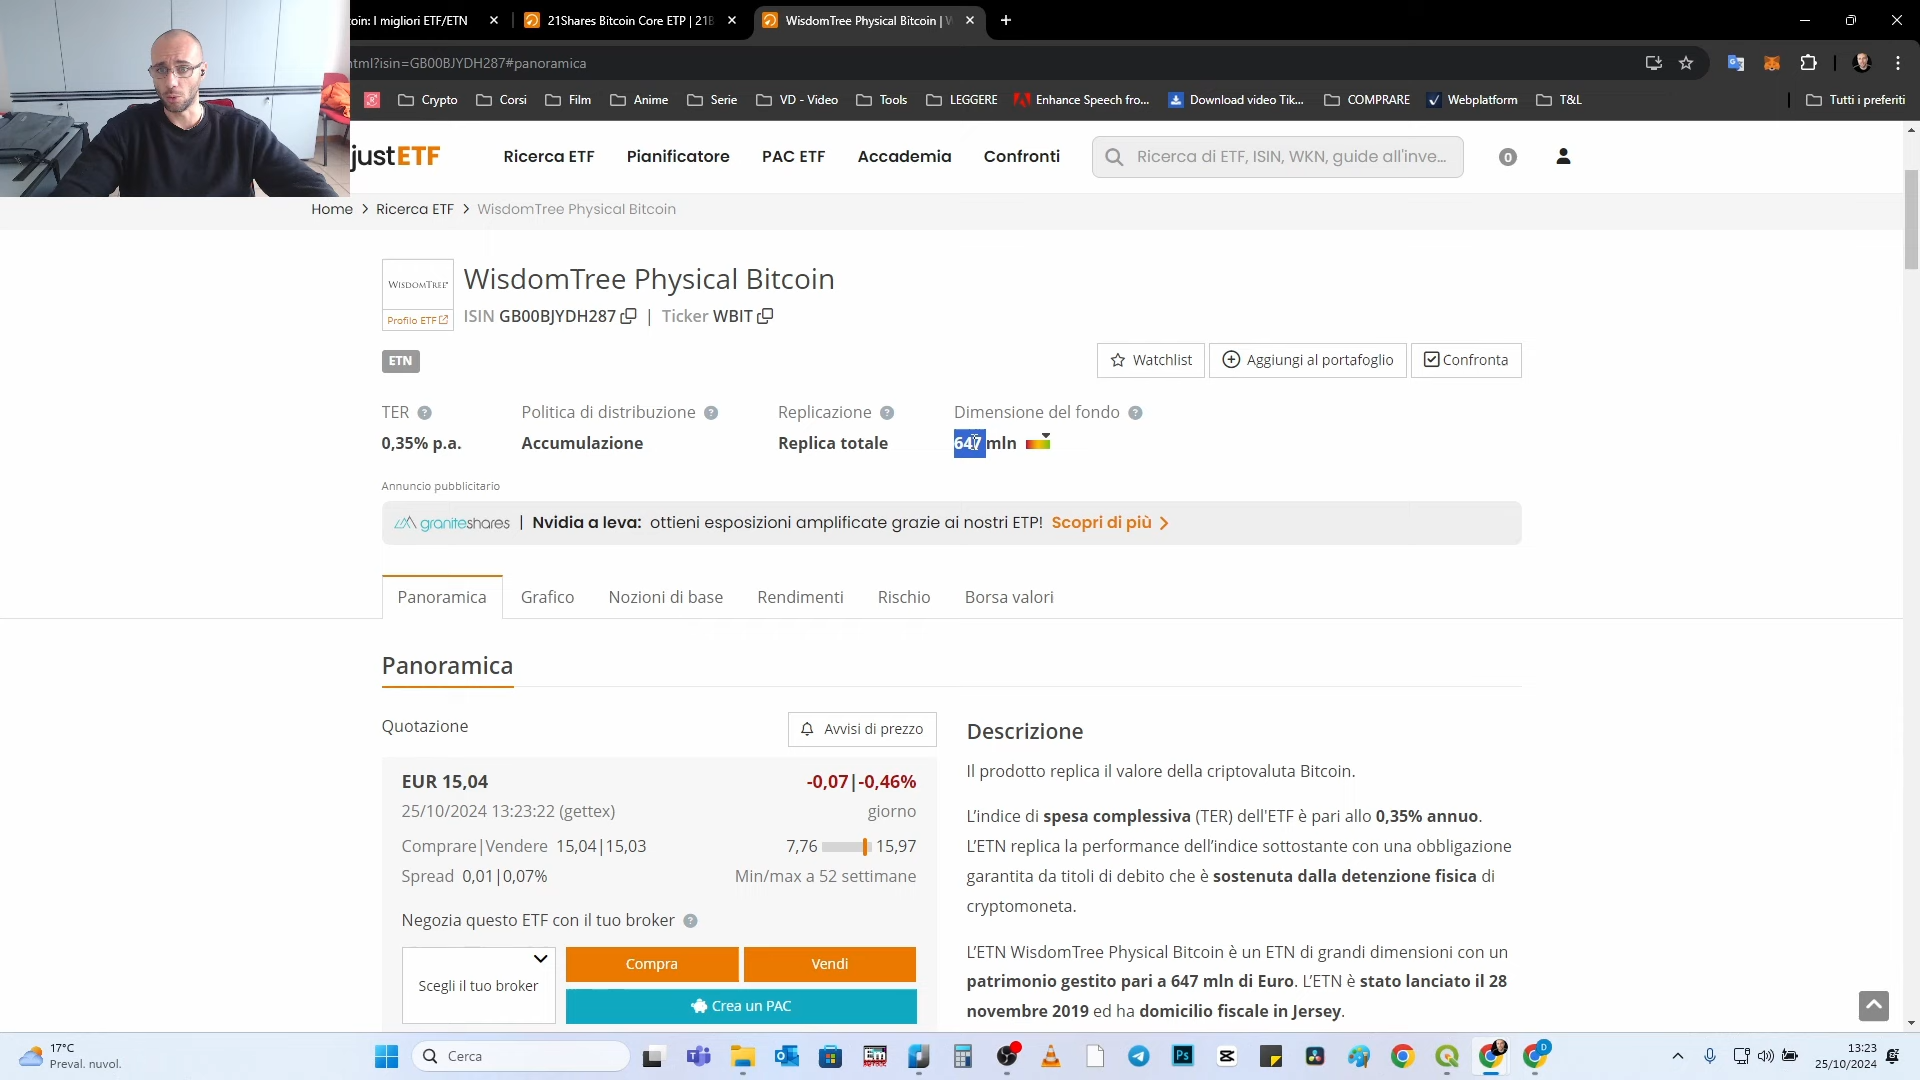 coin: I migliori ETF/ETN
21Shares Bitcoin Core ETP | 21B
WisdomTree Physical Bitcoin | W
html?isin=GB00BJYDH287#panoramica
Crypto
Corsi
Film
Anime
Serie
VD - Video
Tools
LEGGERE
Enhance Speech fro...
Download video Tik...
COMPRARE
Webplatform
T&L
Tutti i preferiti
justETF
Ricerca ETF
Pianificatore
PAC ETF
Accademia
Confronti
Ricerca di ETF, ISIN, WKN, guide all'inve...
0
Home > Ricerca ETF > WisdomTree Physical Bitcoin
WISDOMTREE
Profilo ETF
WisdomTree Physical Bitcoin
ISIN GB00BJYDH287 | Ticker WBIT
ETN
Watchlist
Aggiungi al portafoglio
Confronta
TER ?
Politica di distribuzione ?
Replicazione ?
Dimensione del fondo ?
0,35% p.a.
Accumulazione
Replica totale
647 mln
Annuncio pubblicitario
graniteshares | Nvidia a leva: ottieni esposizioni amplificate grazie ai nostri ETP! Scopri di più >
Panoramica
Grafico
Nozioni di base
Rendimenti
Rischio
Borsa valori
Panoramica
Quotazione
Avvisi di prezzo
EUR 15,04
-0,07|-0,46%
25/10/2024 13:23:22 (gettex)
giorno
Comprare|Vendere 15,04|15,03
7,76 15,97
Spread 0,01|0,07%
Min/max a 52 settimane
Negozia questo ETF con il tuo broker ?
Scegli il tuo broker
Compra
Vendi
Crea un PAC
Descrizione
Il prodotto replica il valore della criptovaluta Bitcoin.
L'indice di spesa complessiva (TER) dell'ETF è pari allo 0,35% annuo.
L'ETN replica la performance dell'indice sottostante con una obbligazione
garantita da titoli di debito che è sostenuta dalla detenzione fisica di
cryptomoneta.
L'ETN WisdomTree Physical Bitcoin è un ETN di grandi dimensioni con un
patrimonio gestito pari a 647 mln di Euro. L'ETN è stato lanciato il 28
novembre 2019 ed ha domicilio fiscale in Jersey.
17°C
Preval. nuvol.
Cerca
Ps
13:23
25/10/2024